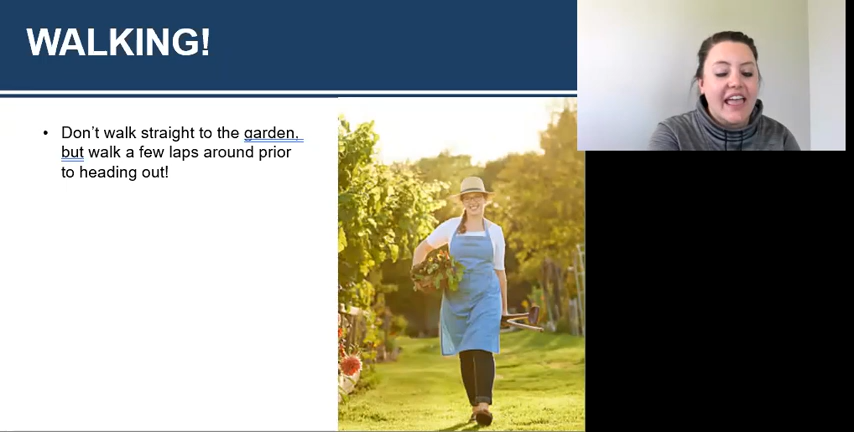 WALKING!
• Don't walk straight to the garden.
but walk a few laps around prior
to heading out!